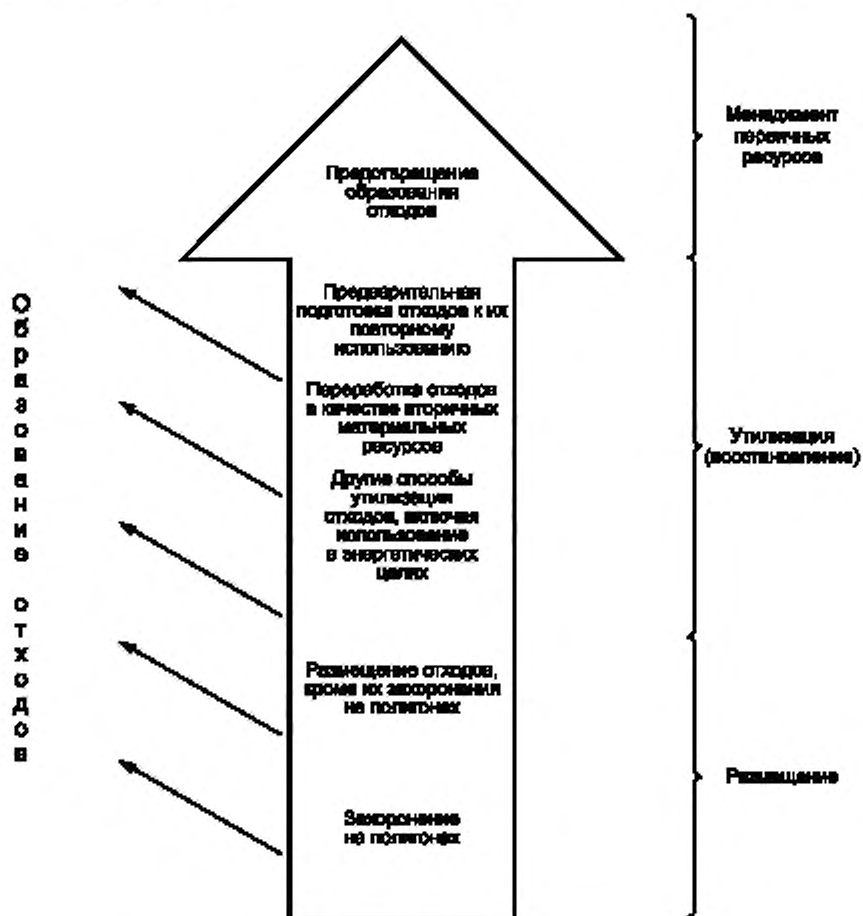 Менеджмент
первичных
ресурсов
Предотвращение
образования
отходов
Образование отходов
Предварительная
подготовка отходов к их
повторному
использованию
Переработка отходов
в качестве вторичных
материальных
ресурсов
Утилизация
(восстановление)
Другие способы
утилизации
отходов, включая
использование
в энергетических
целях
Размещение отходов,
кроме их захоронения
на полигонах
Размещение
Захоронение
на полигонах